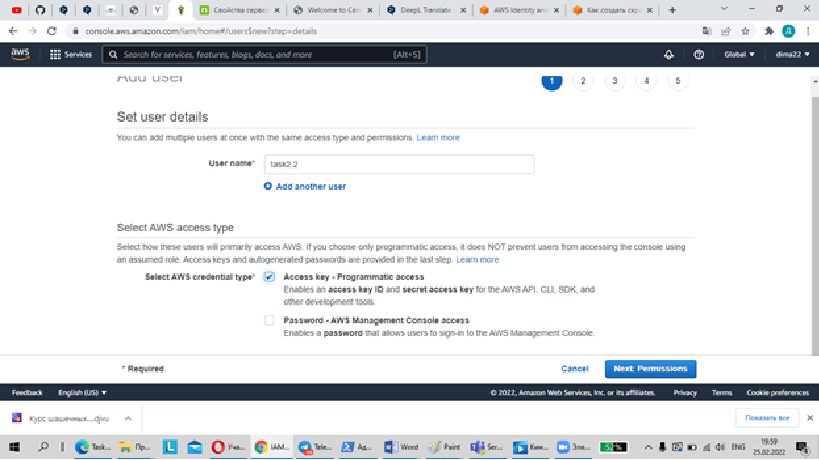 Свойства сервер
Welcome to Cen
DeepL Translate -
AWS Identity and
Как создать скр
console.aws.amazon.com/iam/home#/users$new?step=details
aws
Services
Search for services, features, blogs, docs, and more
[Alt+S]
Global
dima22
Add user
1 2 3 4 5
Set user details
You can add multiple users at once with the same access type and permissions. Learn more
User name*
task2.2
Add another user
Select AWS access type
Select how these users will primarily access AWS. If you choose only programmatic access, it does NOT prevent users from accessing the console using
an assumed role. Access keys and autogenerated passwords are provided in the last step. Learn more
Select AWS credential type*
Access key - Programmatic access
Enables an access key ID and secret access key for the AWS API, CLI, SDK, and
other development tools.
Password - AWS Management Console access
Enables a password that allows users to sign-in to the AWS Management Console.
* Required
Cancel
Next: Permissions
Feedback
English (US)
© 2022, Amazon Web Services, Inc. or its affiliates.
Privacy
Terms
Cookie preferences
Курс шашечных....djvu
Показать все
Task...
Пр...
Уча...
IAM...
Tele...
Ад...
Word
Paint
Ser...
Кин...
Эле...
52%
ENG
19:59
25.02.2022